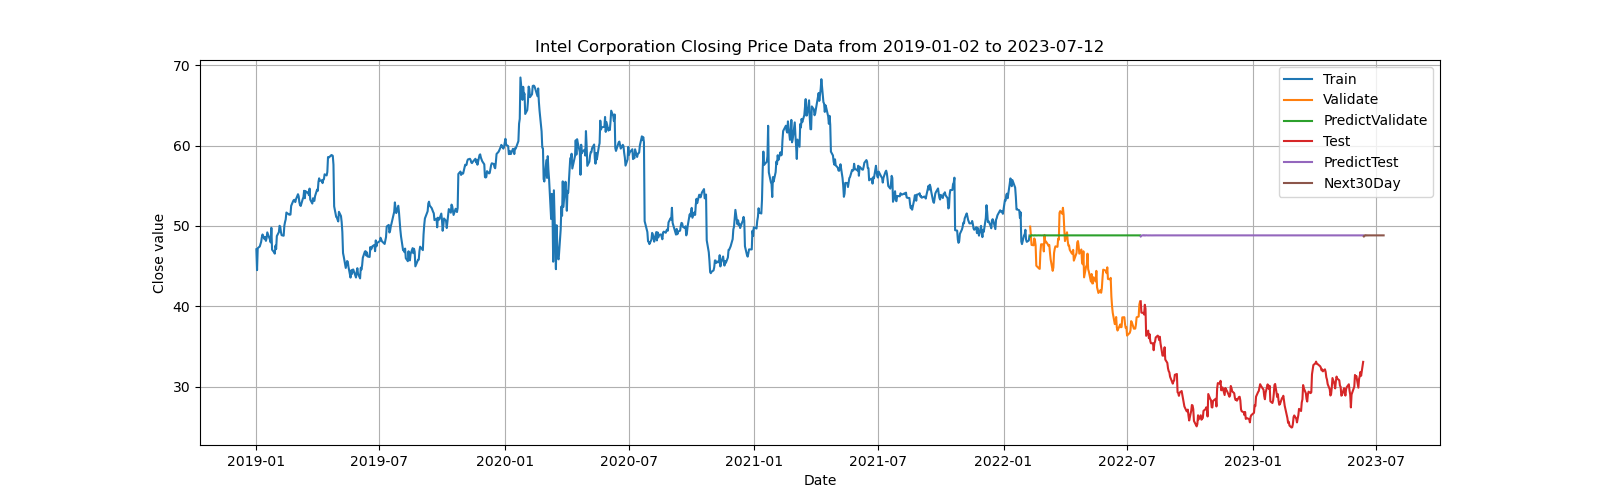 Intel Corporation Closing Price Data from 2019-01-02 to 2023-07-12
Close value
70
60
50
40
30
Train
Validate
PredictValidate
Test
PredictTest
Next30Day
2019-01 2019-07 2020-01 2020-07 2021-01 2021-07 2022-01 2022-07 2023-01 2023-07
Date